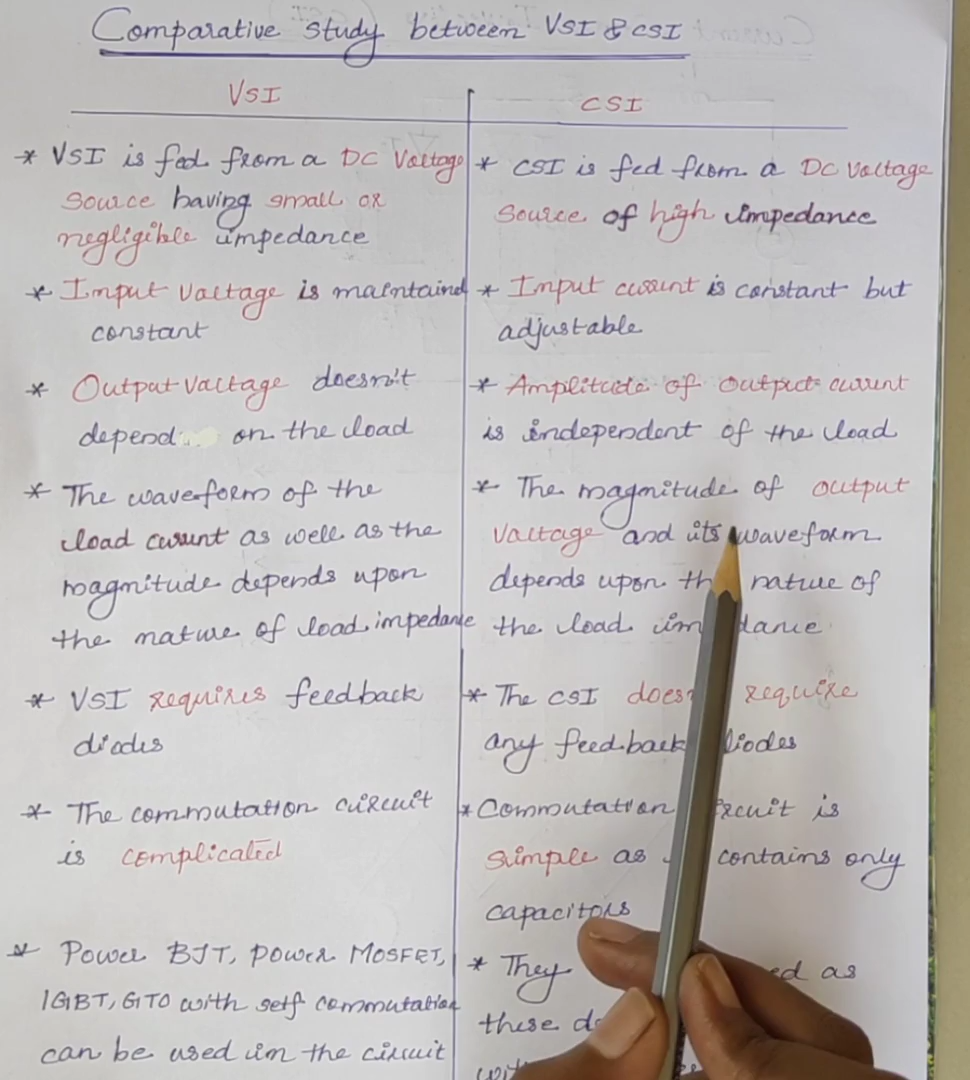 Comparative study between VSI & CSI
VSI
* VSI is fed from a DC Voltage
source having small or
negligible impedance
* Input Voltage is maintaind
constant
* Output voltage doesn't
depend on the load
* The waveform of the
load current as well as the
magnitude depends upon
the nature of load impedance
* VSI requires feedback
diodes
* The commutation circuit
is complicated
* Power BJT, power MOSFET,
IGBT, GTO with self commutation
can be used in the circuit
CSI
* CSI is fed from a DC Voltage
Source of high impedance
* Input current is constant but
adjustable
* Amplitude of output current
is independent of the load
* The magnitude of output
Voltage and its waveform
depends upon nature of
the load
* The CSI require
any feedback
* Commutation is
simple as contains only
capacitors
* They as
these